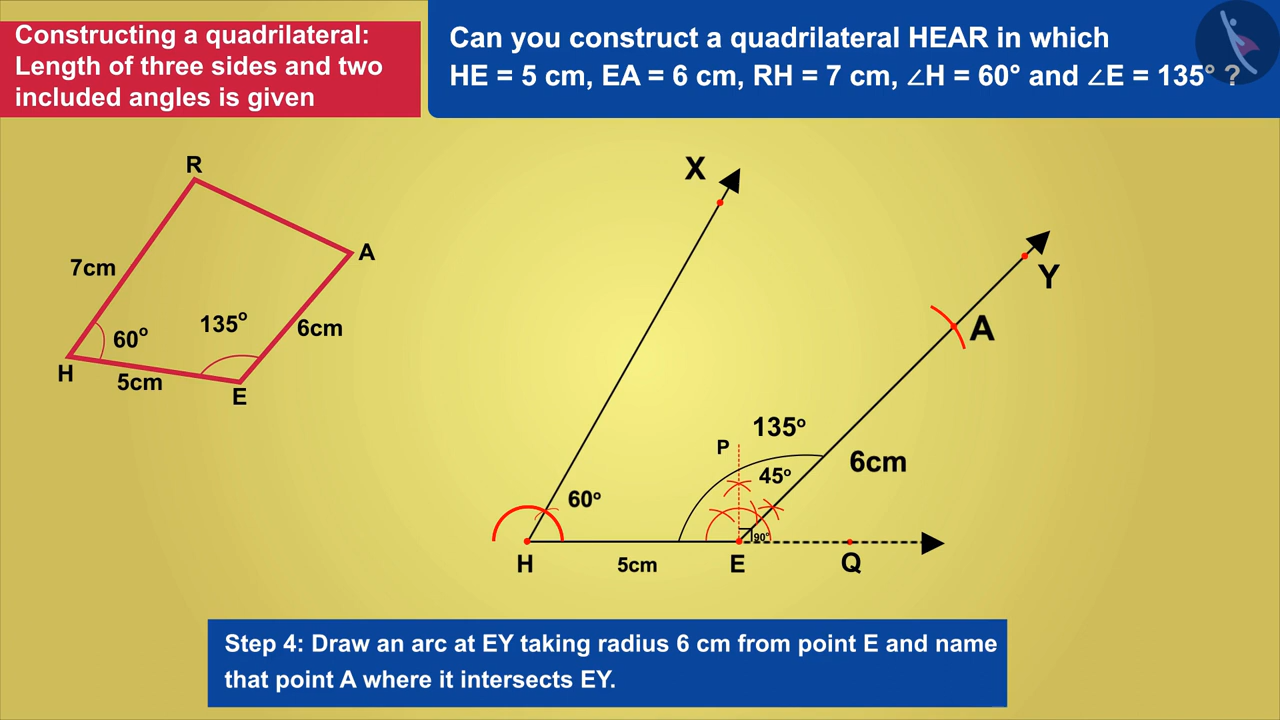 Constructing a quadrilateral:
Length of three sides and two
included angles is given
Can you construct a quadrilateral HEAR in which
HE = 5 cm, EA = 6 cm, RH = 7 cm, ∠H = 60° and ∠E = 135° ?
R
A
7cm
135°
60°
6cm
H
5cm
E
X
Y
A
135°
P
45°
6cm
60°
90°
H
5cm
E
Q
Step 4: Draw an arc at EY taking radius 6 cm from point E and name
that point A where it intersects EY.